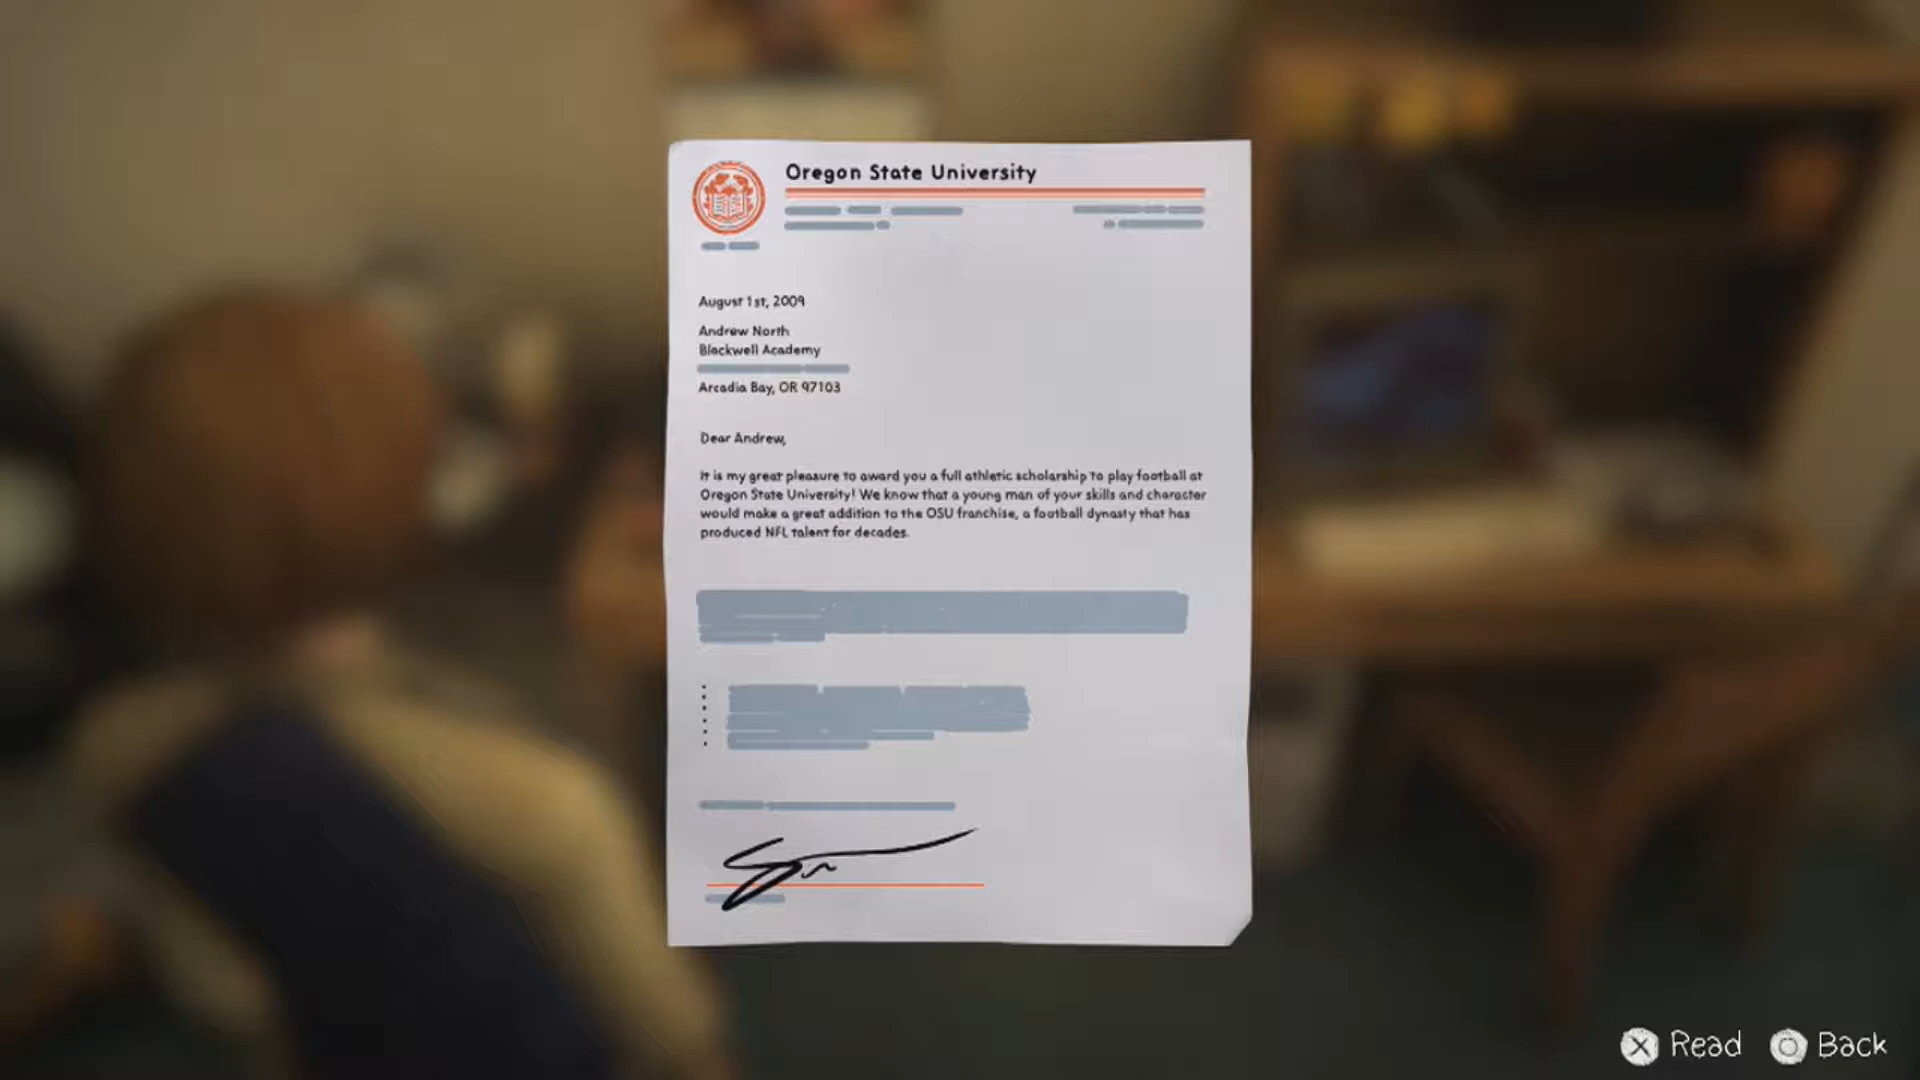 Oregon State University
August 1st, 2009
Andrew North
Blackwell Academy
Arcadia Bay, OR 97103
Dear Andrew,
It is my great pleasure to award you a full athletic scholarship to play football at
Oregon State University! We know that a young man of your skills and character
would make a great addition to the OSU franchise, a football dynasty that has
produced NFL talent for decades.
Read
Back